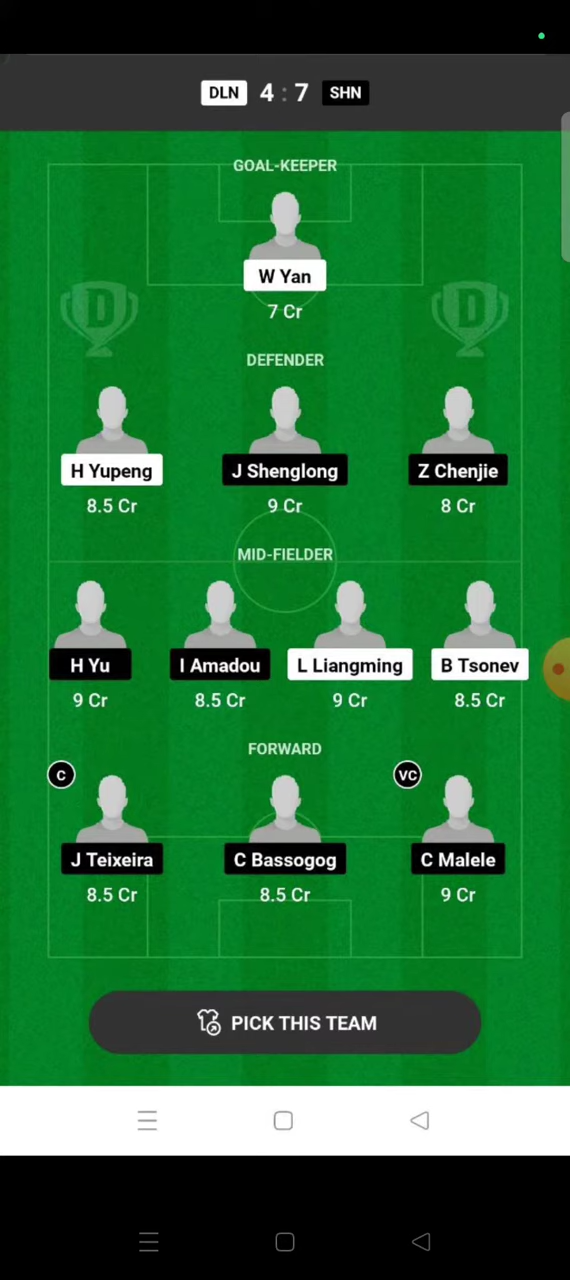 DLN 4 : 7 SHN
GOAL-KEEPER
W Yan
7 Cr
D D
DEFENDER
H Yupeng J Shenglong Z Chenjie
8.5 Cr 9 Cr 8 Cr
MID-FIELDER
H Yu I Amadou L Liangming B Tsonev
9 Cr 8.5 Cr 9 Cr 8.5 Cr
FORWARD
C VC
J Teixeira C Bassogog C Malele
8.5 Cr 8.5 Cr 9 Cr
PICK THIS TEAM